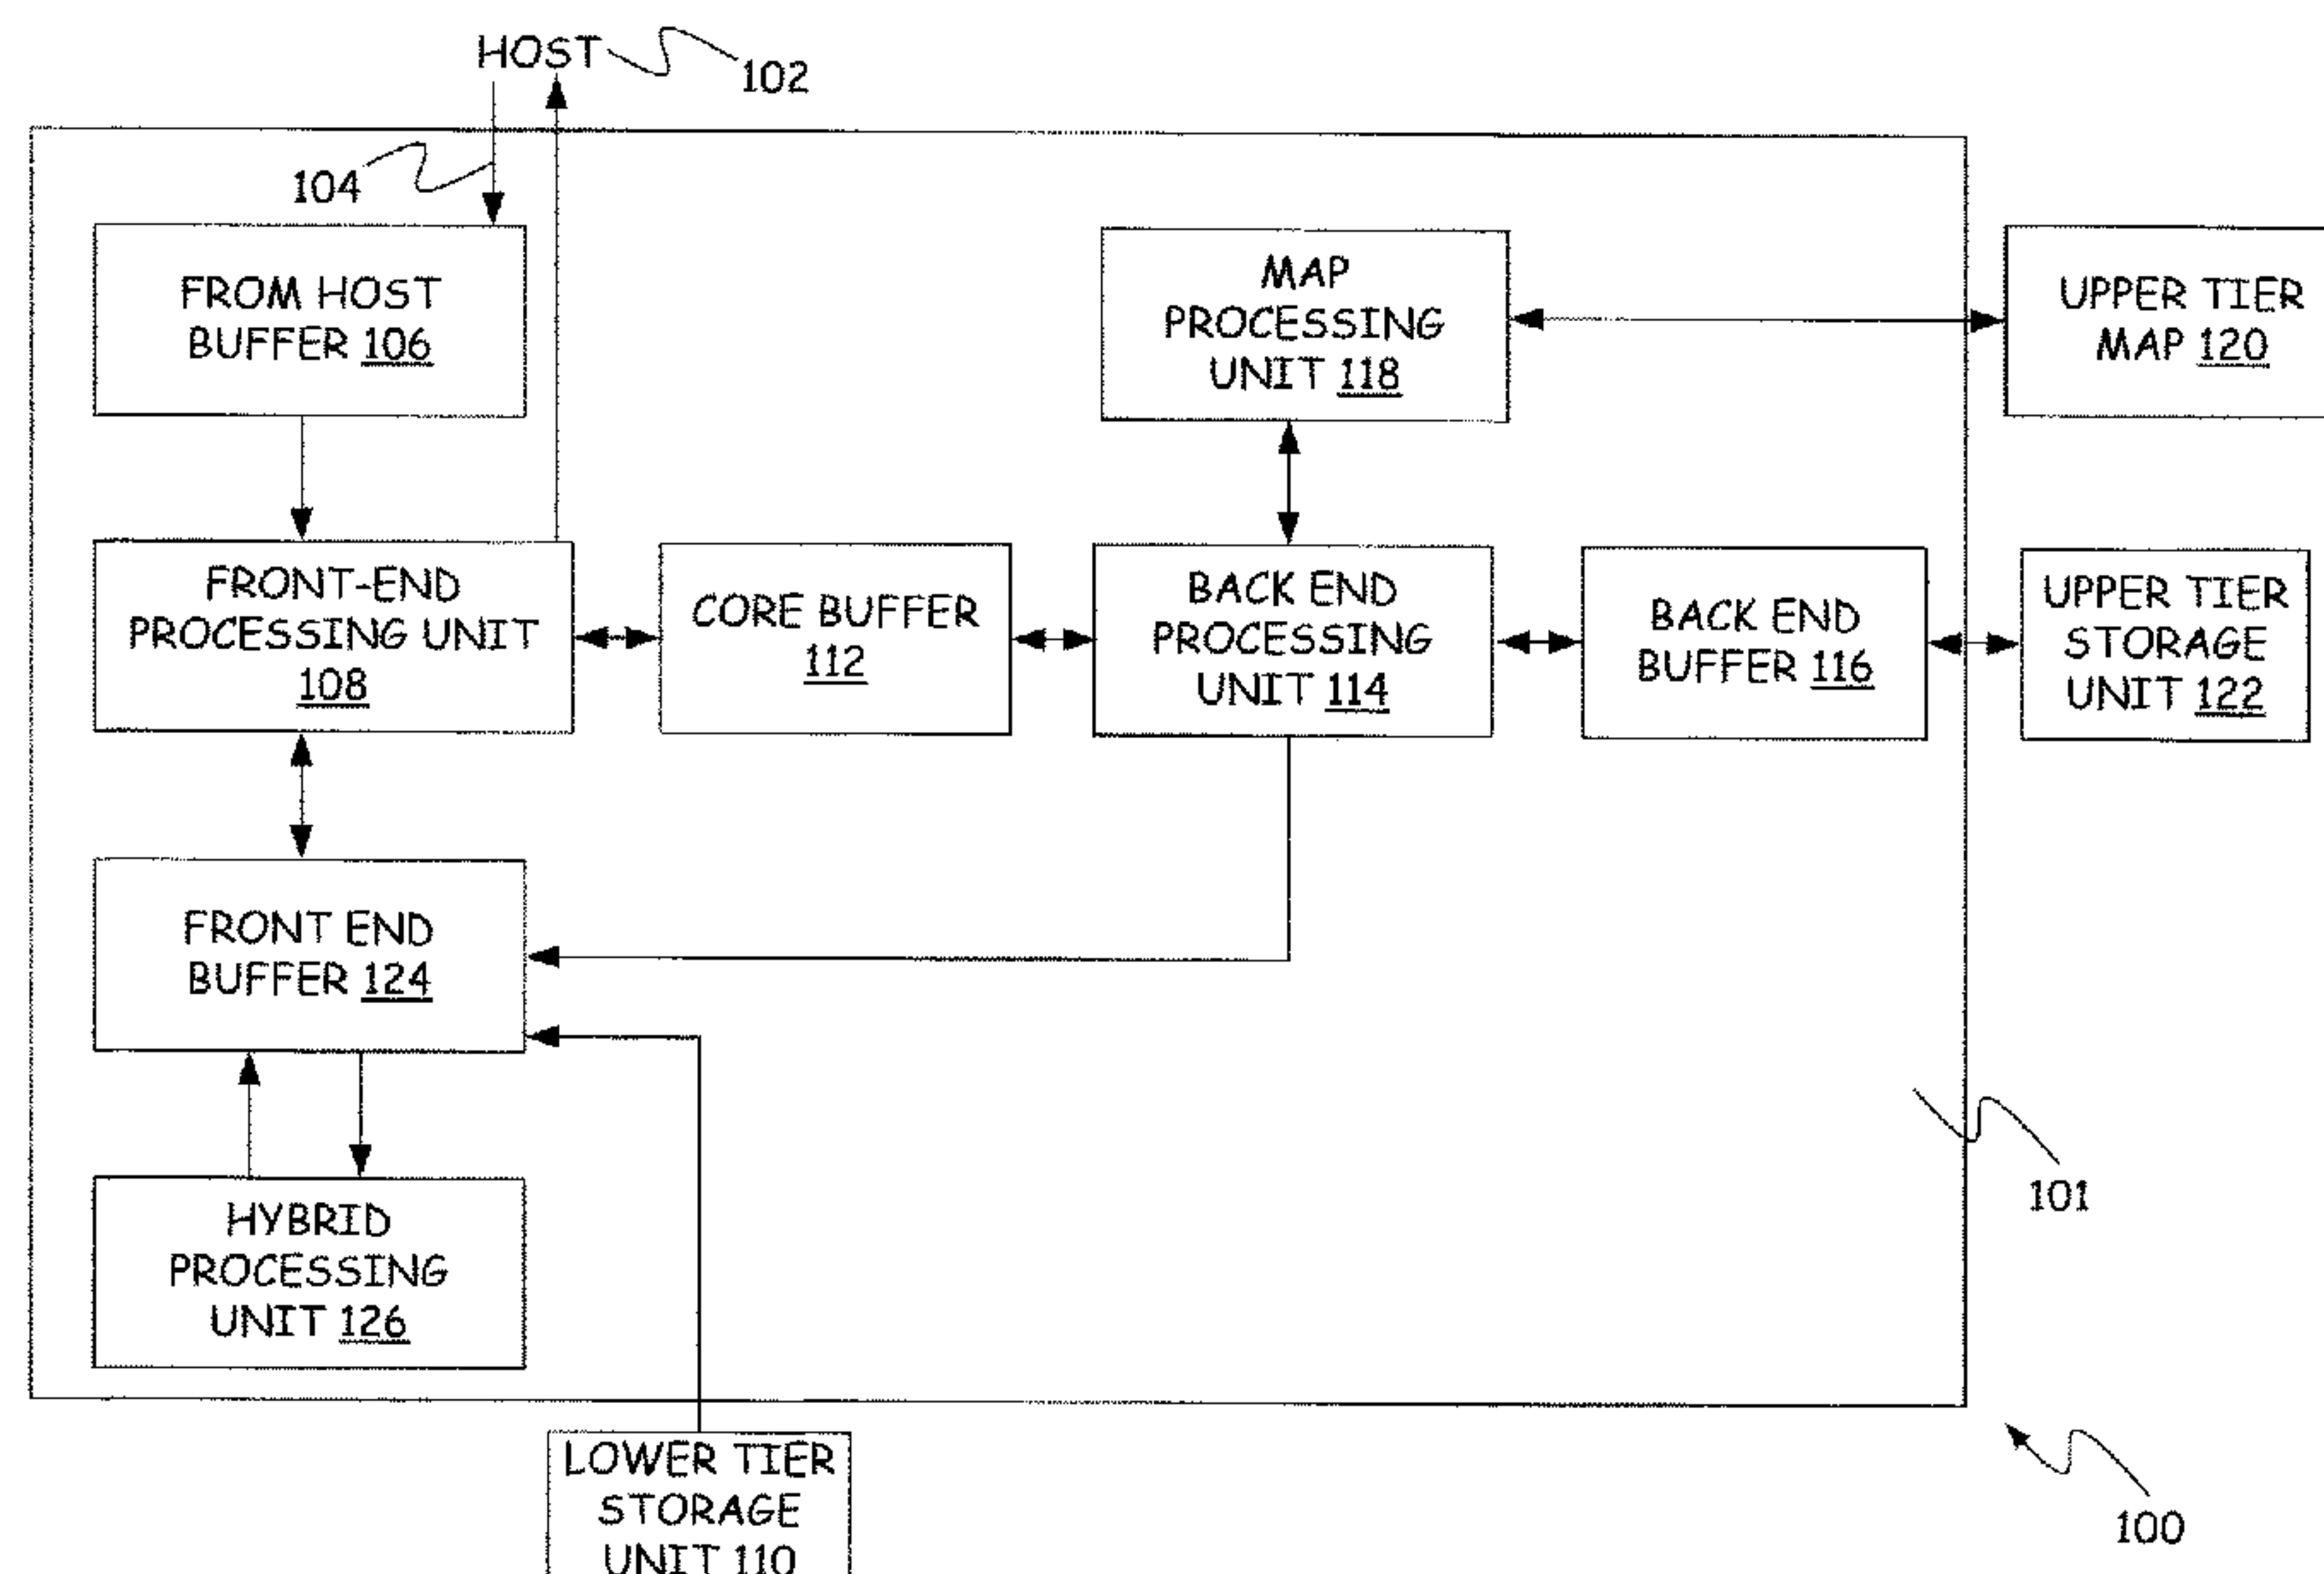 HOST
102
104
FROM HOST
BUFFER 106
MAP
PROCESSING
UNIT 118
UPPER TIER
MAP 120
FRONT-END
PROCESSING UNIT
108
CORE BUFFER
112
BACK END
PROCESSING
UNIT 114
BACK END
BUFFER 116
UPPER TIER
STORAGE
UNIT 122
FRONT END
BUFFER 124
HYBRID
PROCESSING
UNIT 126
101
LOWER TIER
STORAGE
UNIT 110
100